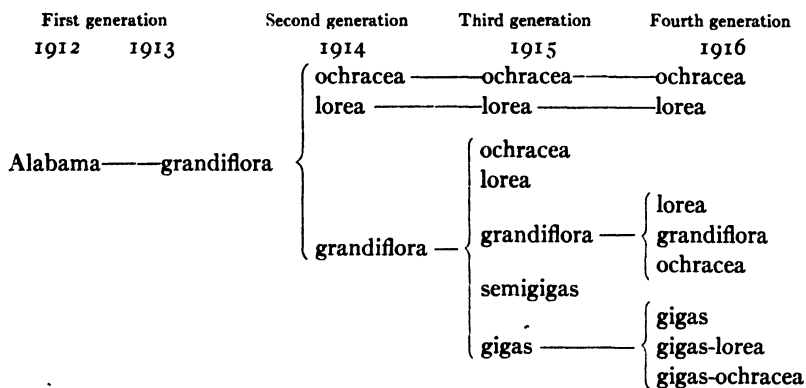 First generation Second generation Third generation Fourth generation
1912 1913 1914 1915 1916
ochracea ochracea ochracea
lorea lorea lorea
Alabama grandiflora
ochracea
lorea
grandiflora grandiflora lorea
grandiflora
ochracea
semigigas
gigas gigas
gigas-lorea
gigas-ochracea